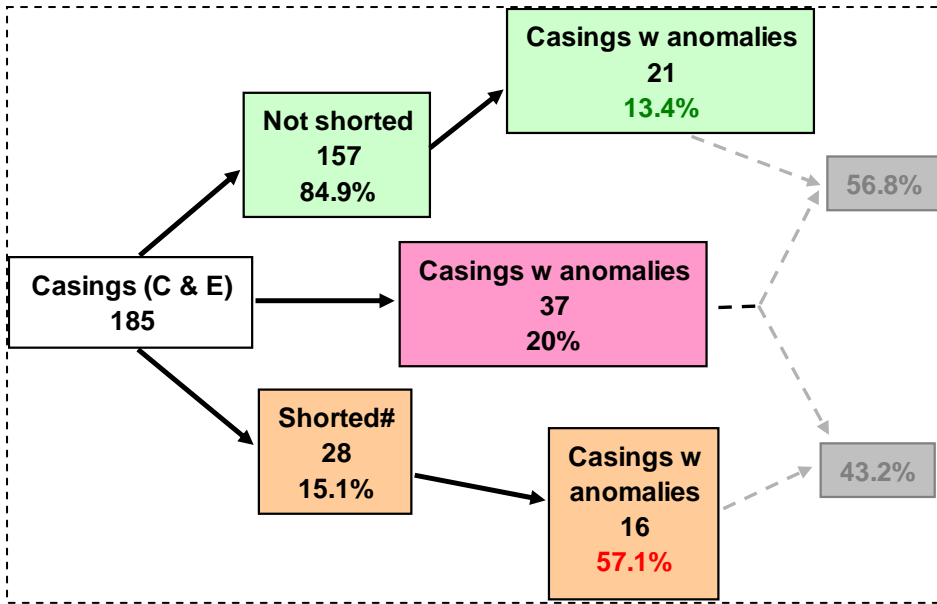 Casings w anomalies
21
13.4%
Not shorted
157
84.9%
56.8%
Casings (C & E)
185
Casings w anomalies
37
20%
Shorted#
28
15.1%
Casings w
anomalies
16
57.1%
43.2%